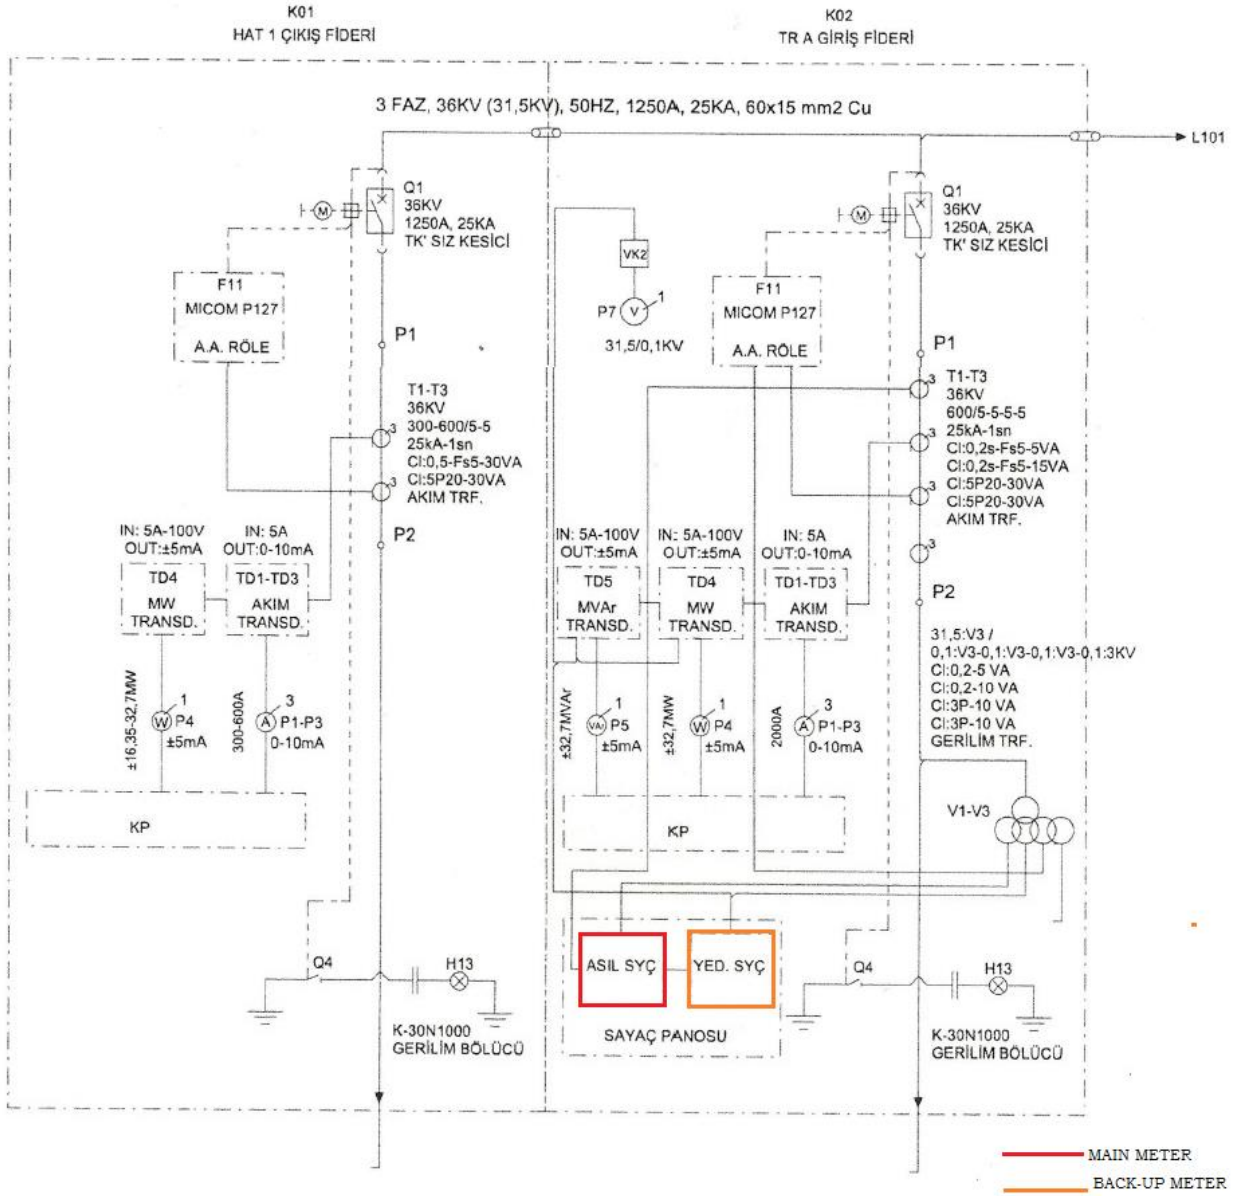 K01
HAT 1 ÇIKIŞ FİDERİ
K02
TR A GİRİŞ FİDERİ
3 FAZ, 36KV (31,5KV), 50HZ, 1250A, 25KA, 60x15 mm2 Cu
L101
Q1
36KV
1250A, 25KA
TK' SIZ KESİCİ
M
F11
MICOM P127
A.A. RÖLE
P1
T1-T3
36KV
300-600/5-5
25kA-1sn
Cl:0,5-Fs5-30VA
Cl:5P20-30VA
AKIM TRF.
3
3
P2
IN: 5A-100V
OUT:±5mA
IN: 5A
OUT:0-10mA
TD4
MW
TRANSD.
TD1-TD3
AKIM
TRANSD.
±16,35-32,7MW
1
W P4
±5mA
300-600A
3
A P1-P3
0-10mA
KP
Q4
H13
K-30N1000
GERİLİM BÖLÜCÜ
Q1
36KV
1250A, 25KA
TK' SIZ KESİCİ
M
VK2
P7 V 1
31,5/0,1KV
F11
MICOM P127
A.A. RÖLE
P1
3
3
3
3
T1-T3
36KV
600/5-5-5-5
25kA-1sn
Cl:0,2s-Fs5-5VA
Cl:0,2s-Fs5-15VA
Cl:5P20-30VA
Cl:5P20-30VA
AKIM TRF.
P2
IN: 5A-100V
OUT:±5mA
IN: 5A-100V
OUT:±5mA
IN: 5A
OUT:0-10mA
TD5
MVAr
TRANSD.
TD4
MW
TRANSD.
TD1-TD3
AKIM
TRANSD.
31,5:V3 /
0,1:V3-0,1:V3-0,1:V3-0,1:3KV
Cl:0,2-5 VA
Cl:0,2-10 VA
Cl:3P-10 VA
Cl:3P-10 VA
GERİLİM TRF.
±32,7MVAr
1
VAr P5
±5mA
±32,7MW
1
W P4
±5mA
2000A
3
A P1-P3
0-10mA
KP
V1-V3
ASIL SYÇ
YED. SYÇ
SAYAÇ PANOSU
Q4
H13
K-30N1000
GERİLİM BÖLÜCÜ
MAIN METER
BACK-UP METER